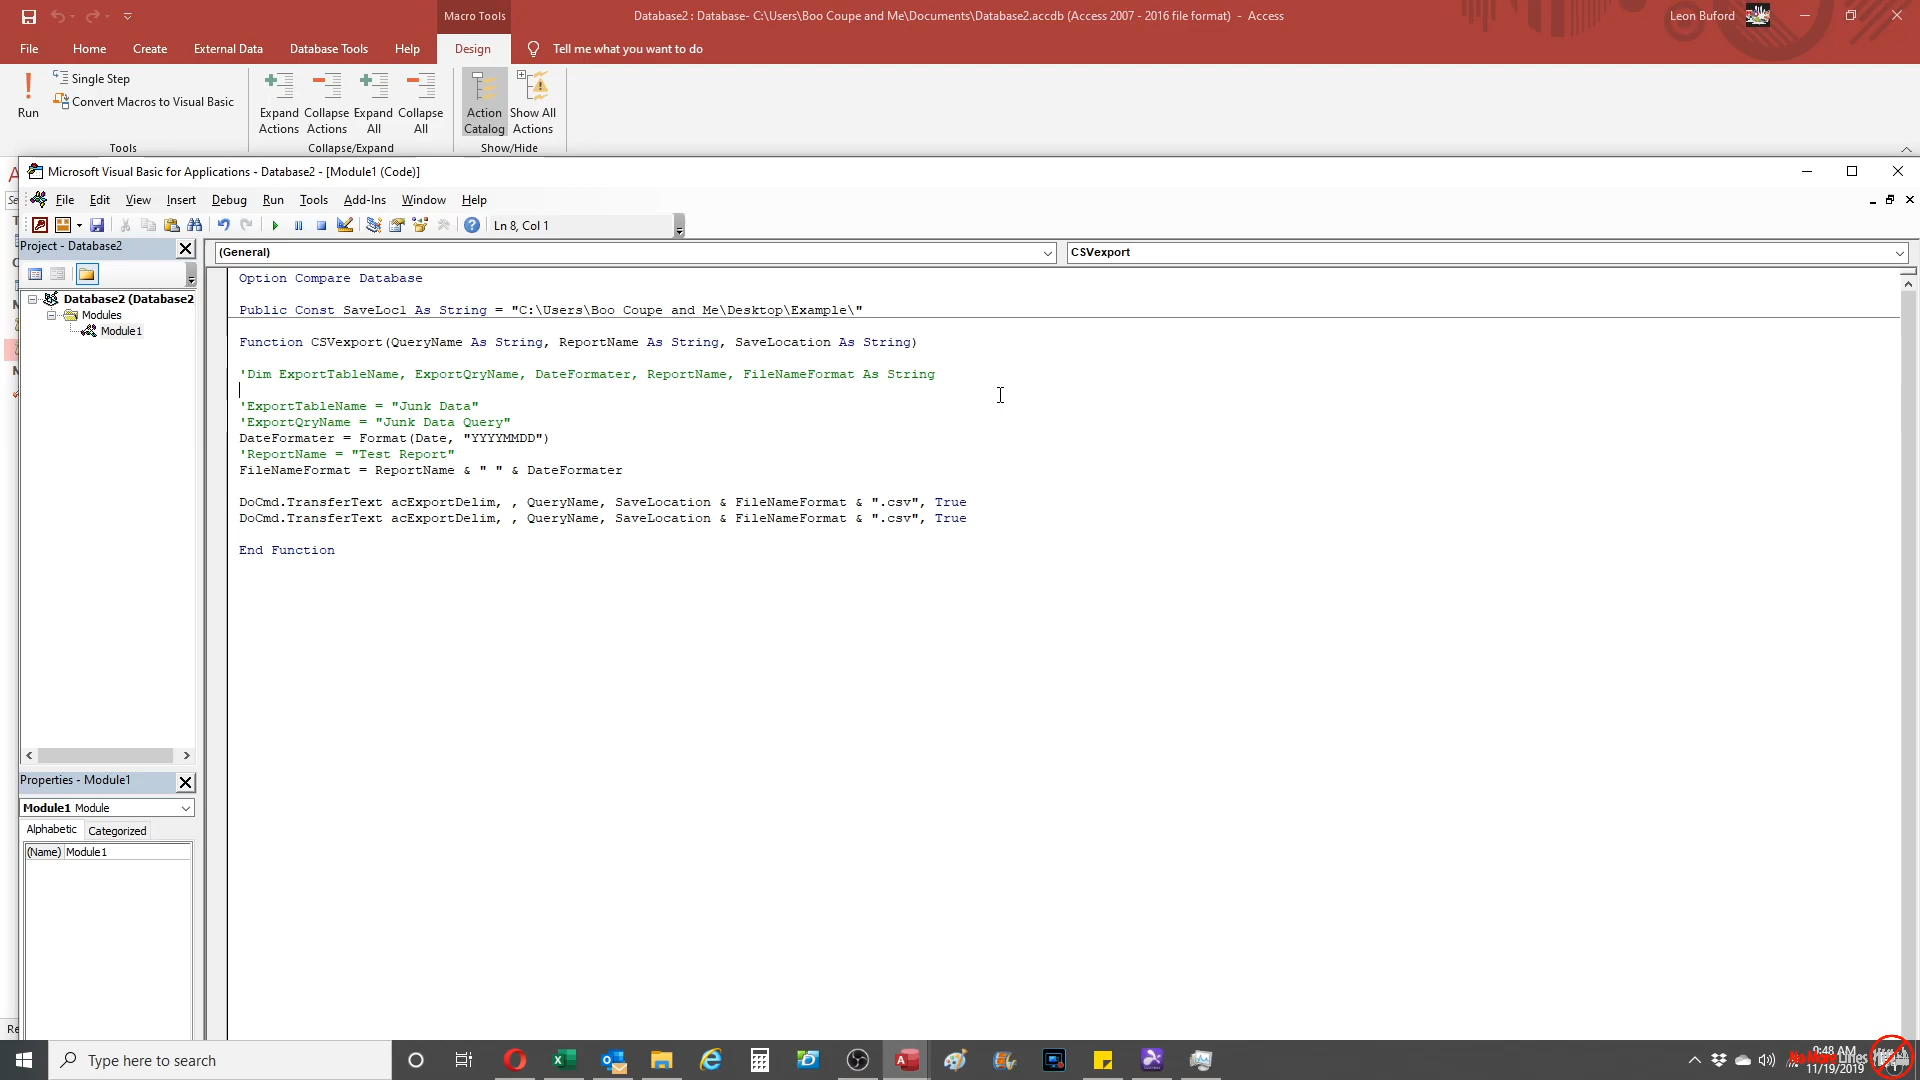 Macro Tools
Database2 : Database- C:\Users\Boo Coupe and Me\Documents\Database2.accdb (Access 2007 - 2016 file format)  -  Access
Leon Buford
File
Home
Create
External Data
Database Tools
Help
Design
Tell me what you want to do
Run
Single Step
Convert Macros to Visual Basic
Expand Actions
Collapse Actions
Expand All
Collapse All
Action Catalog
Show All Actions
Tools
Collapse/Expand
Show/Hide
Microsoft Visual Basic for Applications - Database2 - [Module1 (Code)]
File
Edit
View
Insert
Debug
Run
Tools
Add-Ins
Window
Help
Ln 8, Col 1
Project - Database2
(General)
CSVexport
Database2 (Database2
Modules
Module1
Option Compare Database
Public Const SaveLoc1 As String = "C:\Users\Boo Coupe and Me\Desktop\Example\"
Function CSVexport(QueryName As String, ReportName As String, SaveLocation As String)
'Dim ExportTableName, ExportQryName, DateFormater, ReportName, FileNameFormat As String
'ExportTableName = "Junk Data"
'ExportQryName = "Junk Data Query"
DateFormater = Format(Date, "YYYYMMDD")
'ReportName = "Test Report"
FileNameFormat = ReportName & " " & DateFormater
DoCmd.TransferText acExportDelim, , QueryName, SaveLocation & FileNameFormat & ".csv", True
DoCmd.TransferText acExportDelim, , QueryName, SaveLocation & FileNameFormat & ".csv", True
End Function
Properties - Module1
Module1 Module
Alphabetic
Categorized
(Name) Module1
Re
Type here to search
9:48 AM
No More Lines
11/19/2019